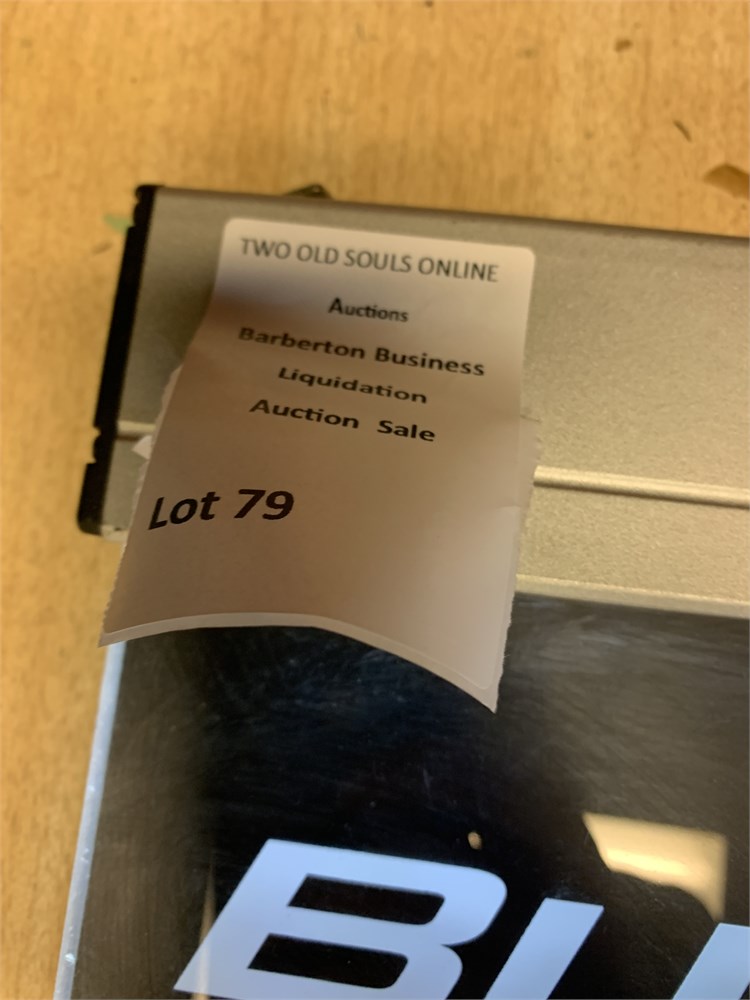 TWO OLD SOULS ONLINE
Auctions
Barberton Business
Liquidation
Auction Sale
Lot 79